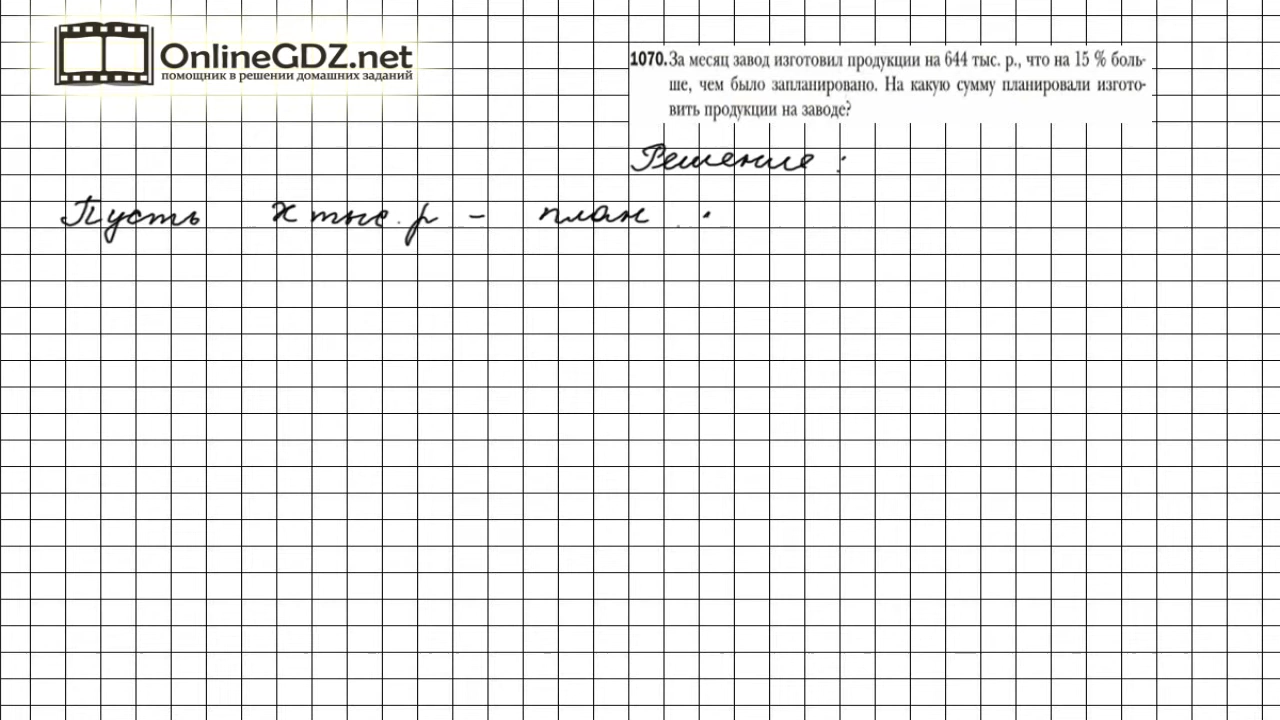 OnlineGDZ.net
помощник в решении домашних заданий
1070. За месяц завод изготовил продукции на 644 тыс. р., что на 15 % боль-
ше, чем было запланировано. На какую сумму планировали изгото-
вить продукции на заводе?
Решение :
Пусть x тыс. р - план .